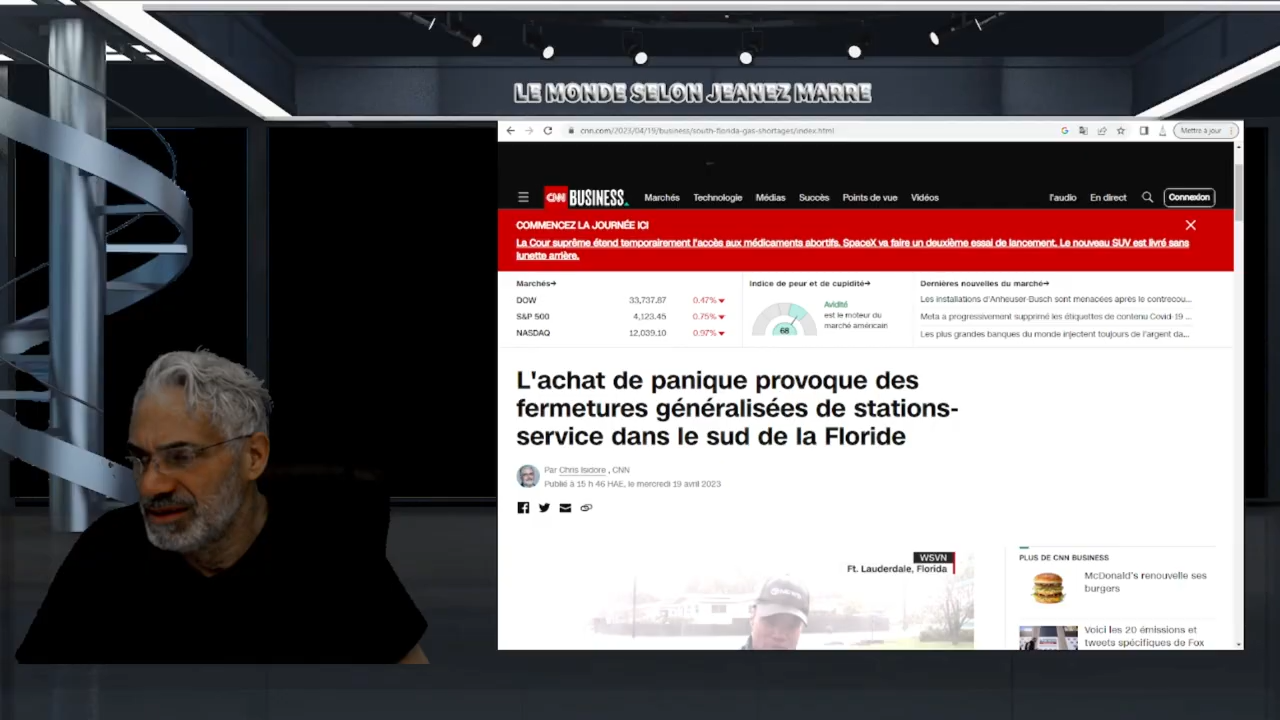 LE MONDE SELON JEANEZ MARRE
cnn.com/2023/04/19/business/south-florida-gas-shortages/index.html
Mettre à jour
CNN BUSINESS
Marchés Technologie Médias Succès Points de vue Vidéos
l'audio En direct Connexion
COMMENCEZ LA JOURNÉE ICI
La Cour suprême étend temporairement l'accès aux médicaments abortifs. SpaceX va faire un deuxième essai de lancement. Le nouveau SUV est livré sans
lunette arrière.
Marchés→
DOW 33,737.87 0.47%
S&P 500 4,123.45 0.75%
NASDAQ 12,039.10 0.97%
Indice de peur et de cupidité→
68
Avidité
est le moteur du
marché américain
Dernières nouvelles du marché→
Les installations d'Anheuser-Busch sont menacées après le contrecou...
Meta a progressivement supprimé les étiquettes de contenu Covid-19 ...
Les plus grandes banques du monde injectent toujours de l'argent da...
L'achat de panique provoque des
fermetures généralisées de stations-
service dans le sud de la Floride
Par Chris Isidore , CNN
Publié à 15 h 46 HAE, le mercredi 19 avril 2023
WSVN
Ft. Lauderdale, Florida
PLUS DE CNN BUSINESS
McDonald's renouvelle ses
burgers
Voici les 20 émissions et
tweets spécifiques de Fox